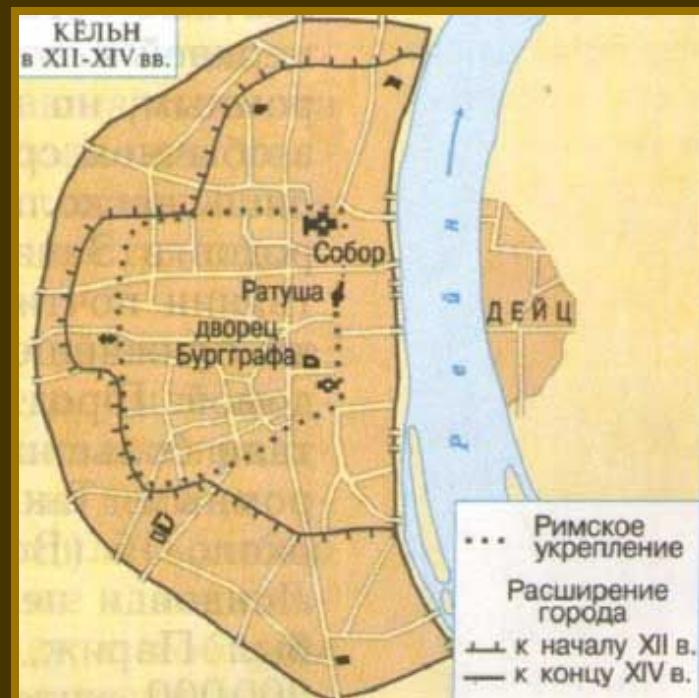 КЁЛЬН
в XII-XIV вв.
Собор
Ратуша
дворец
Бургграфа
ДЕЙЦ
Рейн
Римское
укрепление
Расширение
города
к началу XII в.
к концу XIV в.